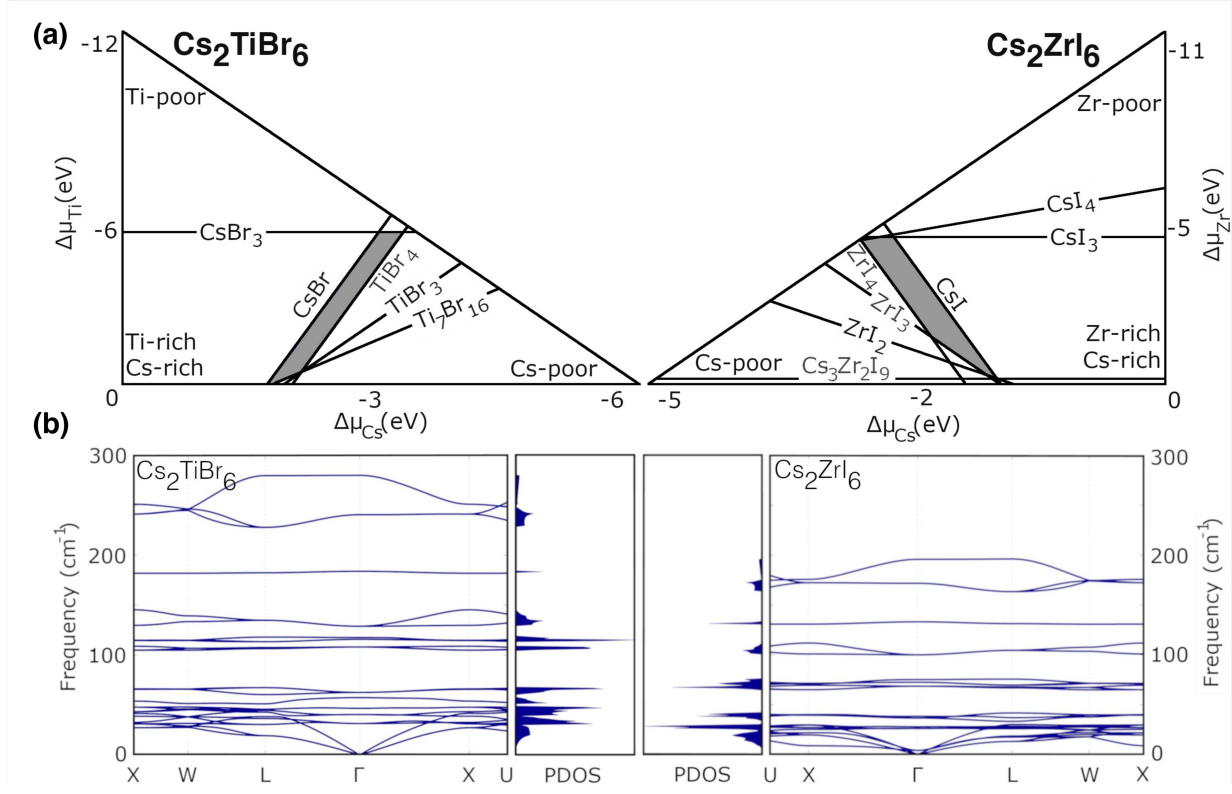 (a)
Cs2TiBr6
Cs2ZrI6
-12
-11
Ti-poor
Zr-poor
ΔμTi(eV)
ΔμZr(eV)
-6
-5
CsBr3
CsI4
CsI3
CsBr
TiBr4
TiBr3
Ti7Br16
ZrI4
ZrI3
ZrI2
CsI
Ti-rich
Cs-rich
Cs-poor
Cs-poor
Cs3Zr2I9
Zr-rich
Cs-rich
0
-3
-6
-5
-2
0
ΔμCs(eV)
ΔμCs(eV)
(b)
300
200
100
0
Frequency (cm-1)
Cs2TiBr6
Cs2ZrI6
300
200
100
0
Frequency (cm-1)
X W L Γ X U PDOS PDOS U X Γ L W X